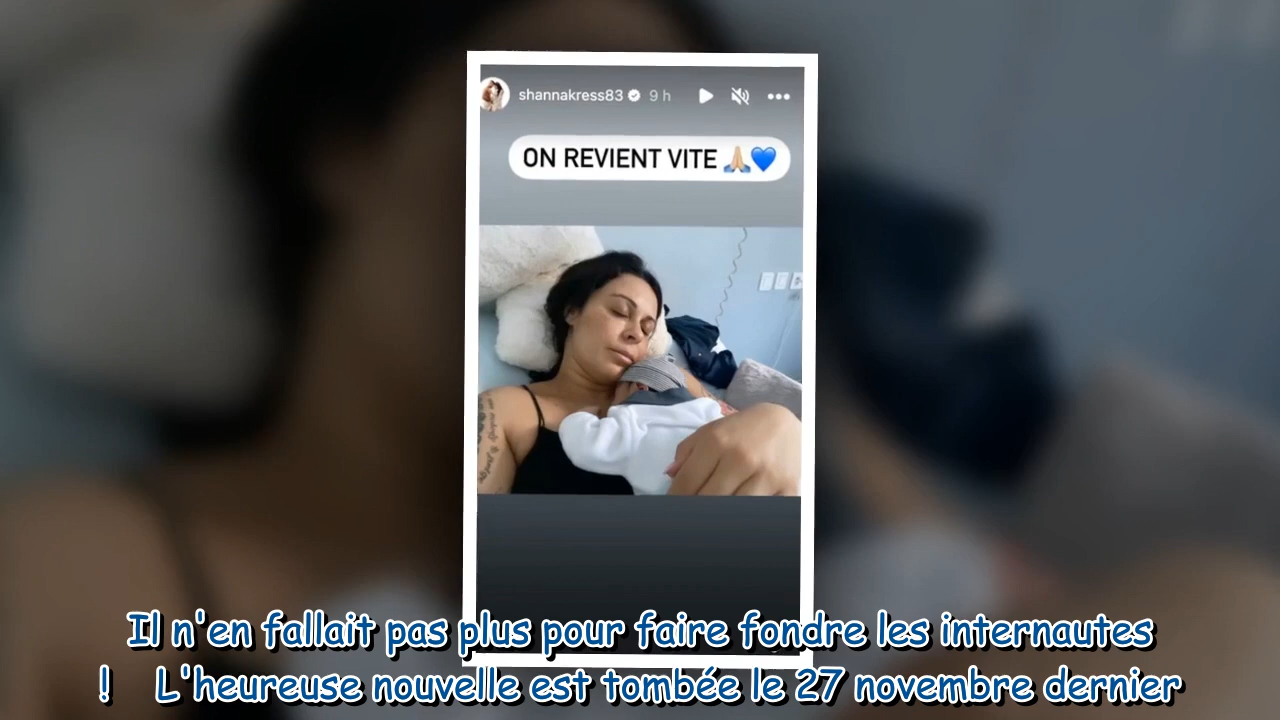 shannakress83 9 h
ON REVIENT VITE 🙏🏼💙
Il n'en fallait pas plus pour faire fondre les internautes
! L'heureuse nouvelle est tombée le 27 novembre dernier